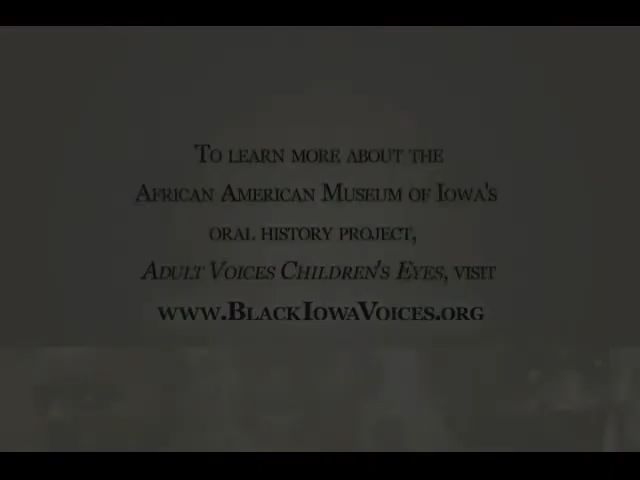 To learn more about the
African American Museum of Iowa's
oral history project,
Adult Voices Children's Eyes, visit
www.BlackIowaVoices.org